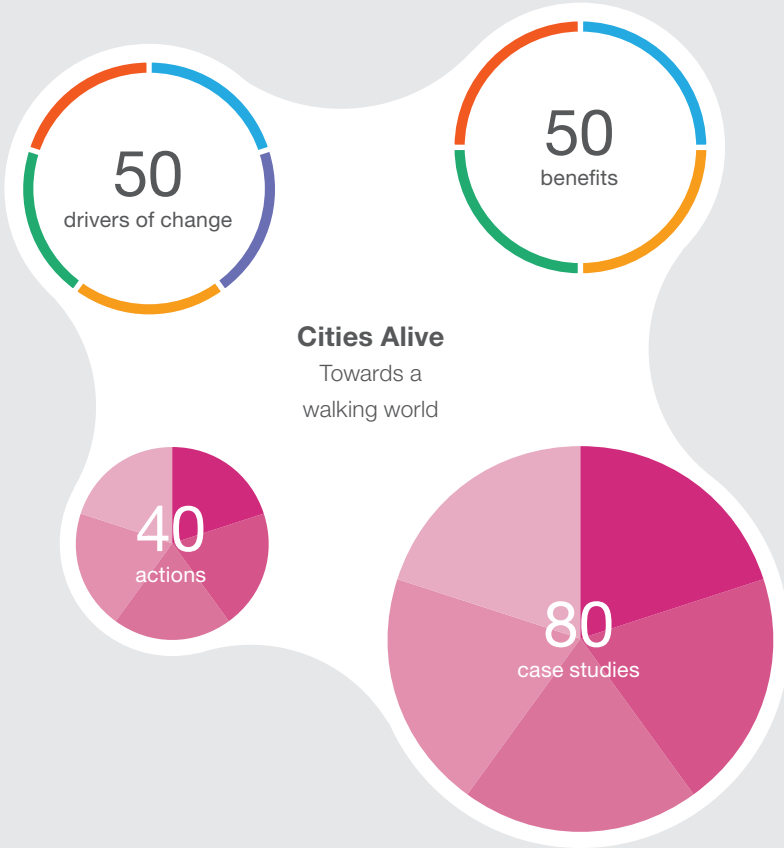 50
drivers of change
50
benefits
Cities Alive
Towards a
walking world
40
actions
80
case studies